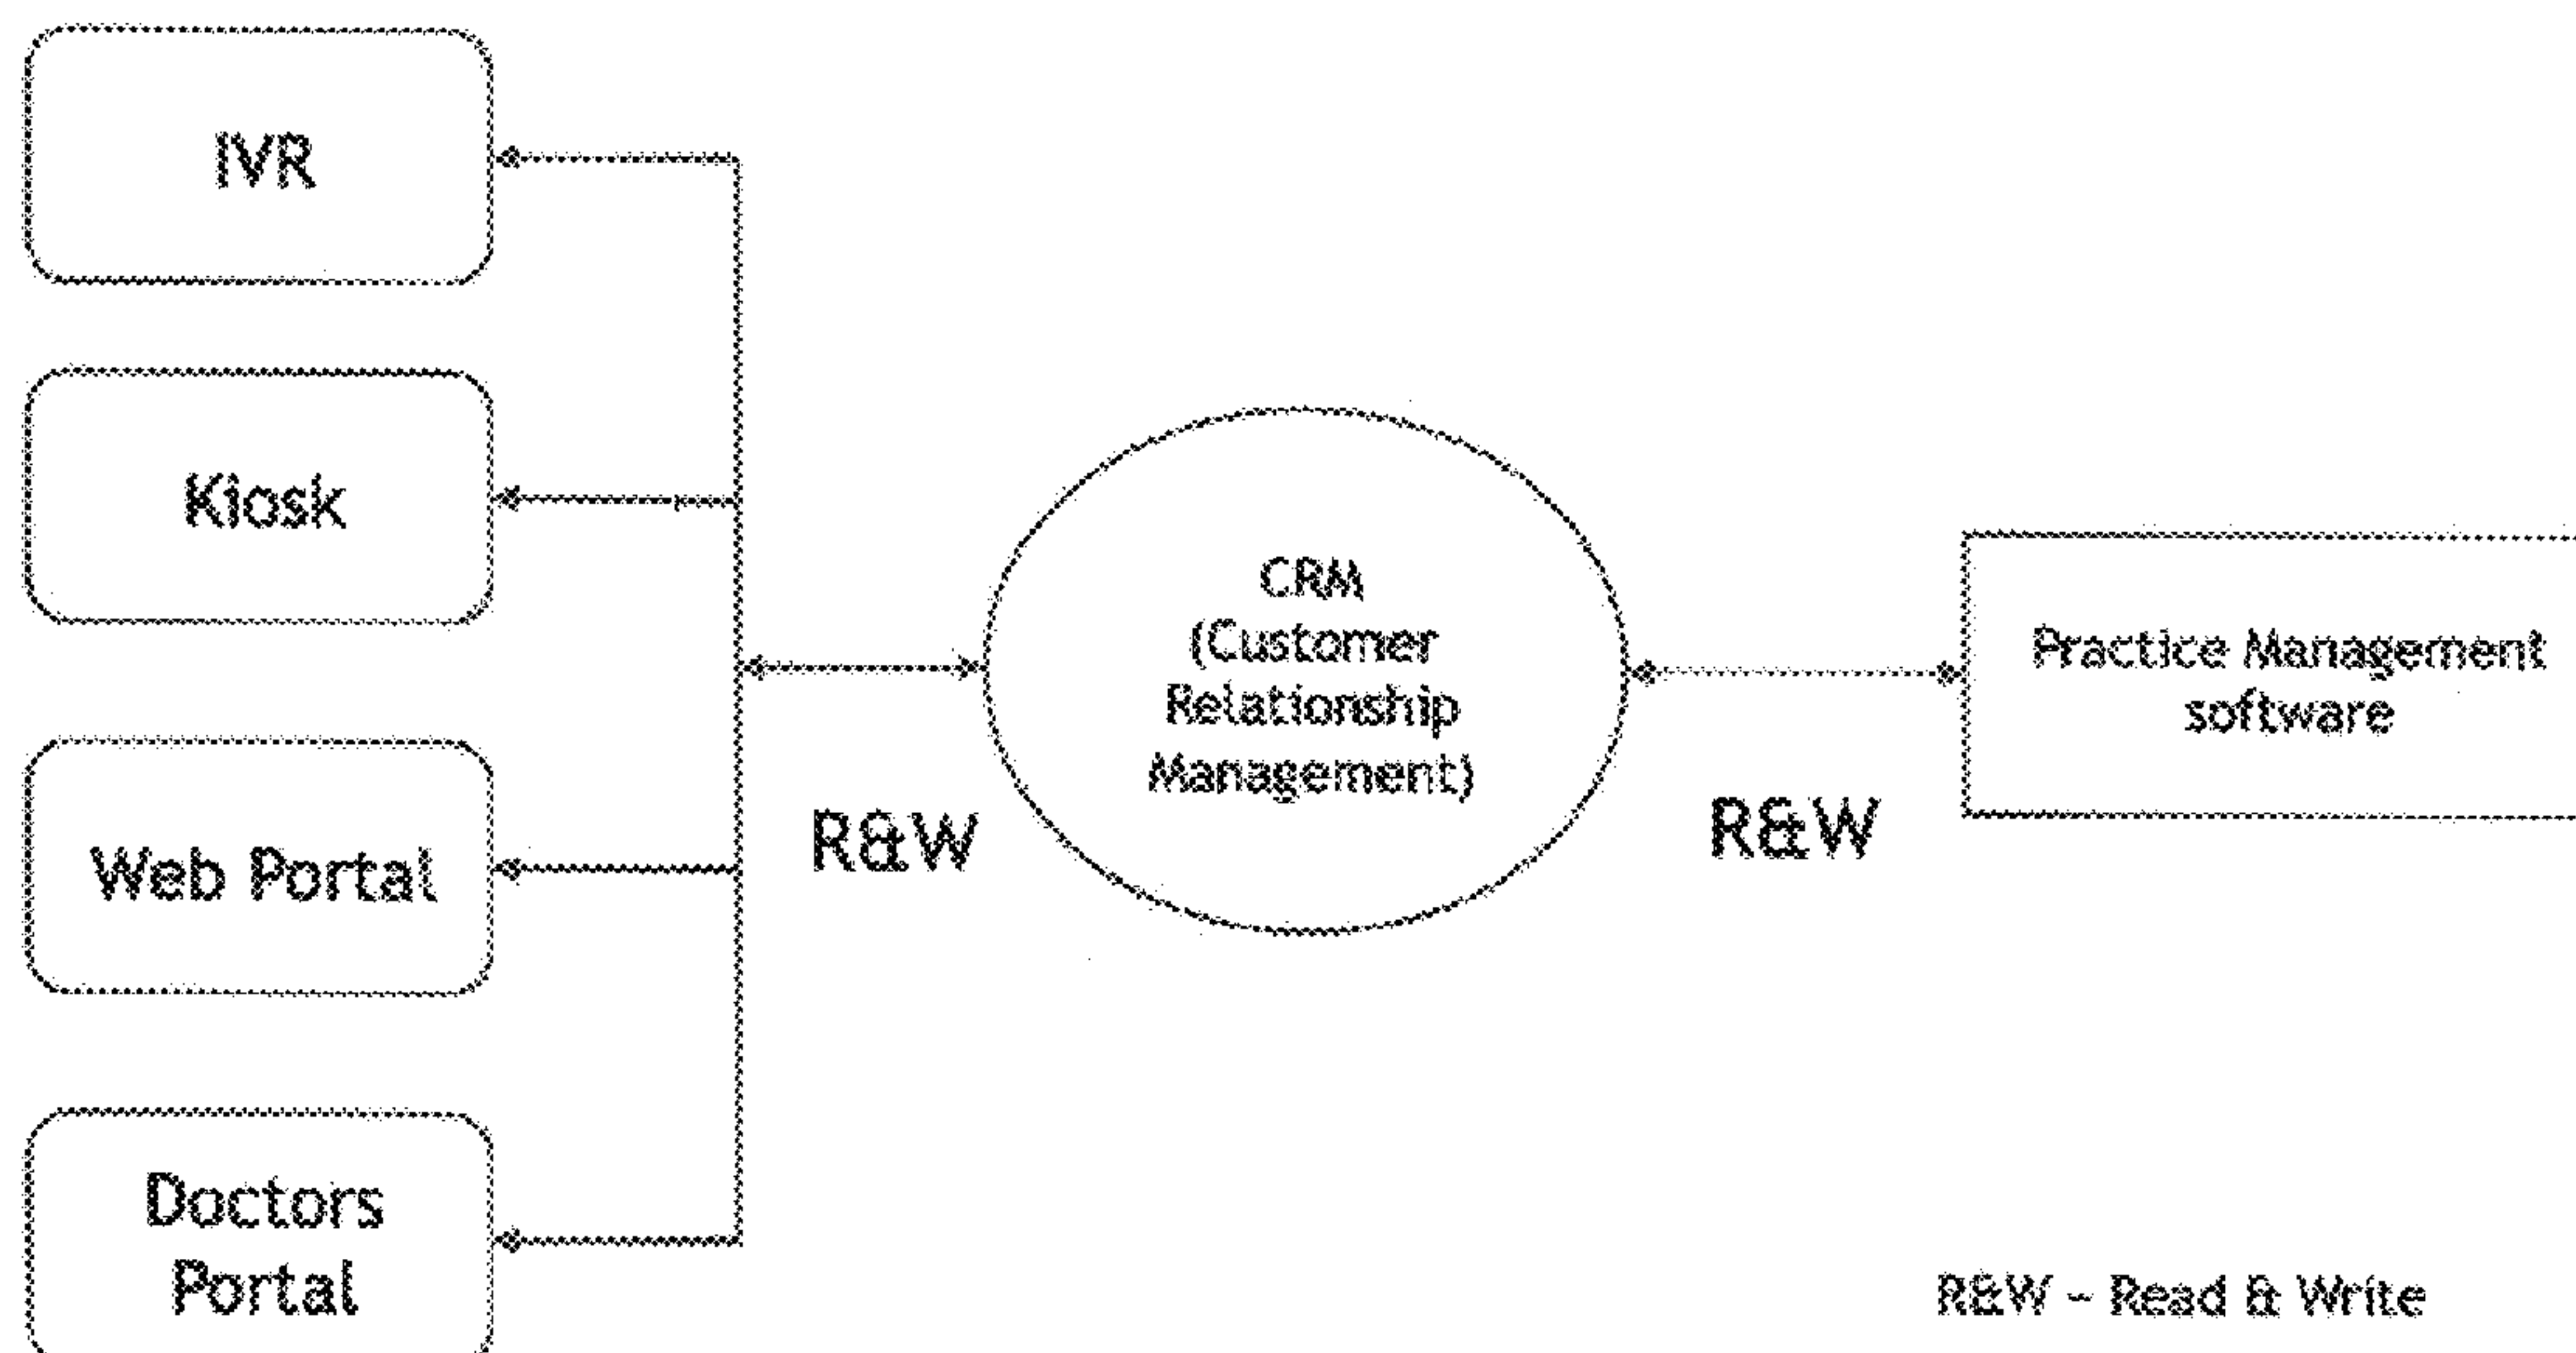 IVR
Kiosk
Web Portal
Doctors
Portal
R&W
CRM
(Customer
Relationship
Management)
R&W
Practice Management
software
R&W - Read & Write